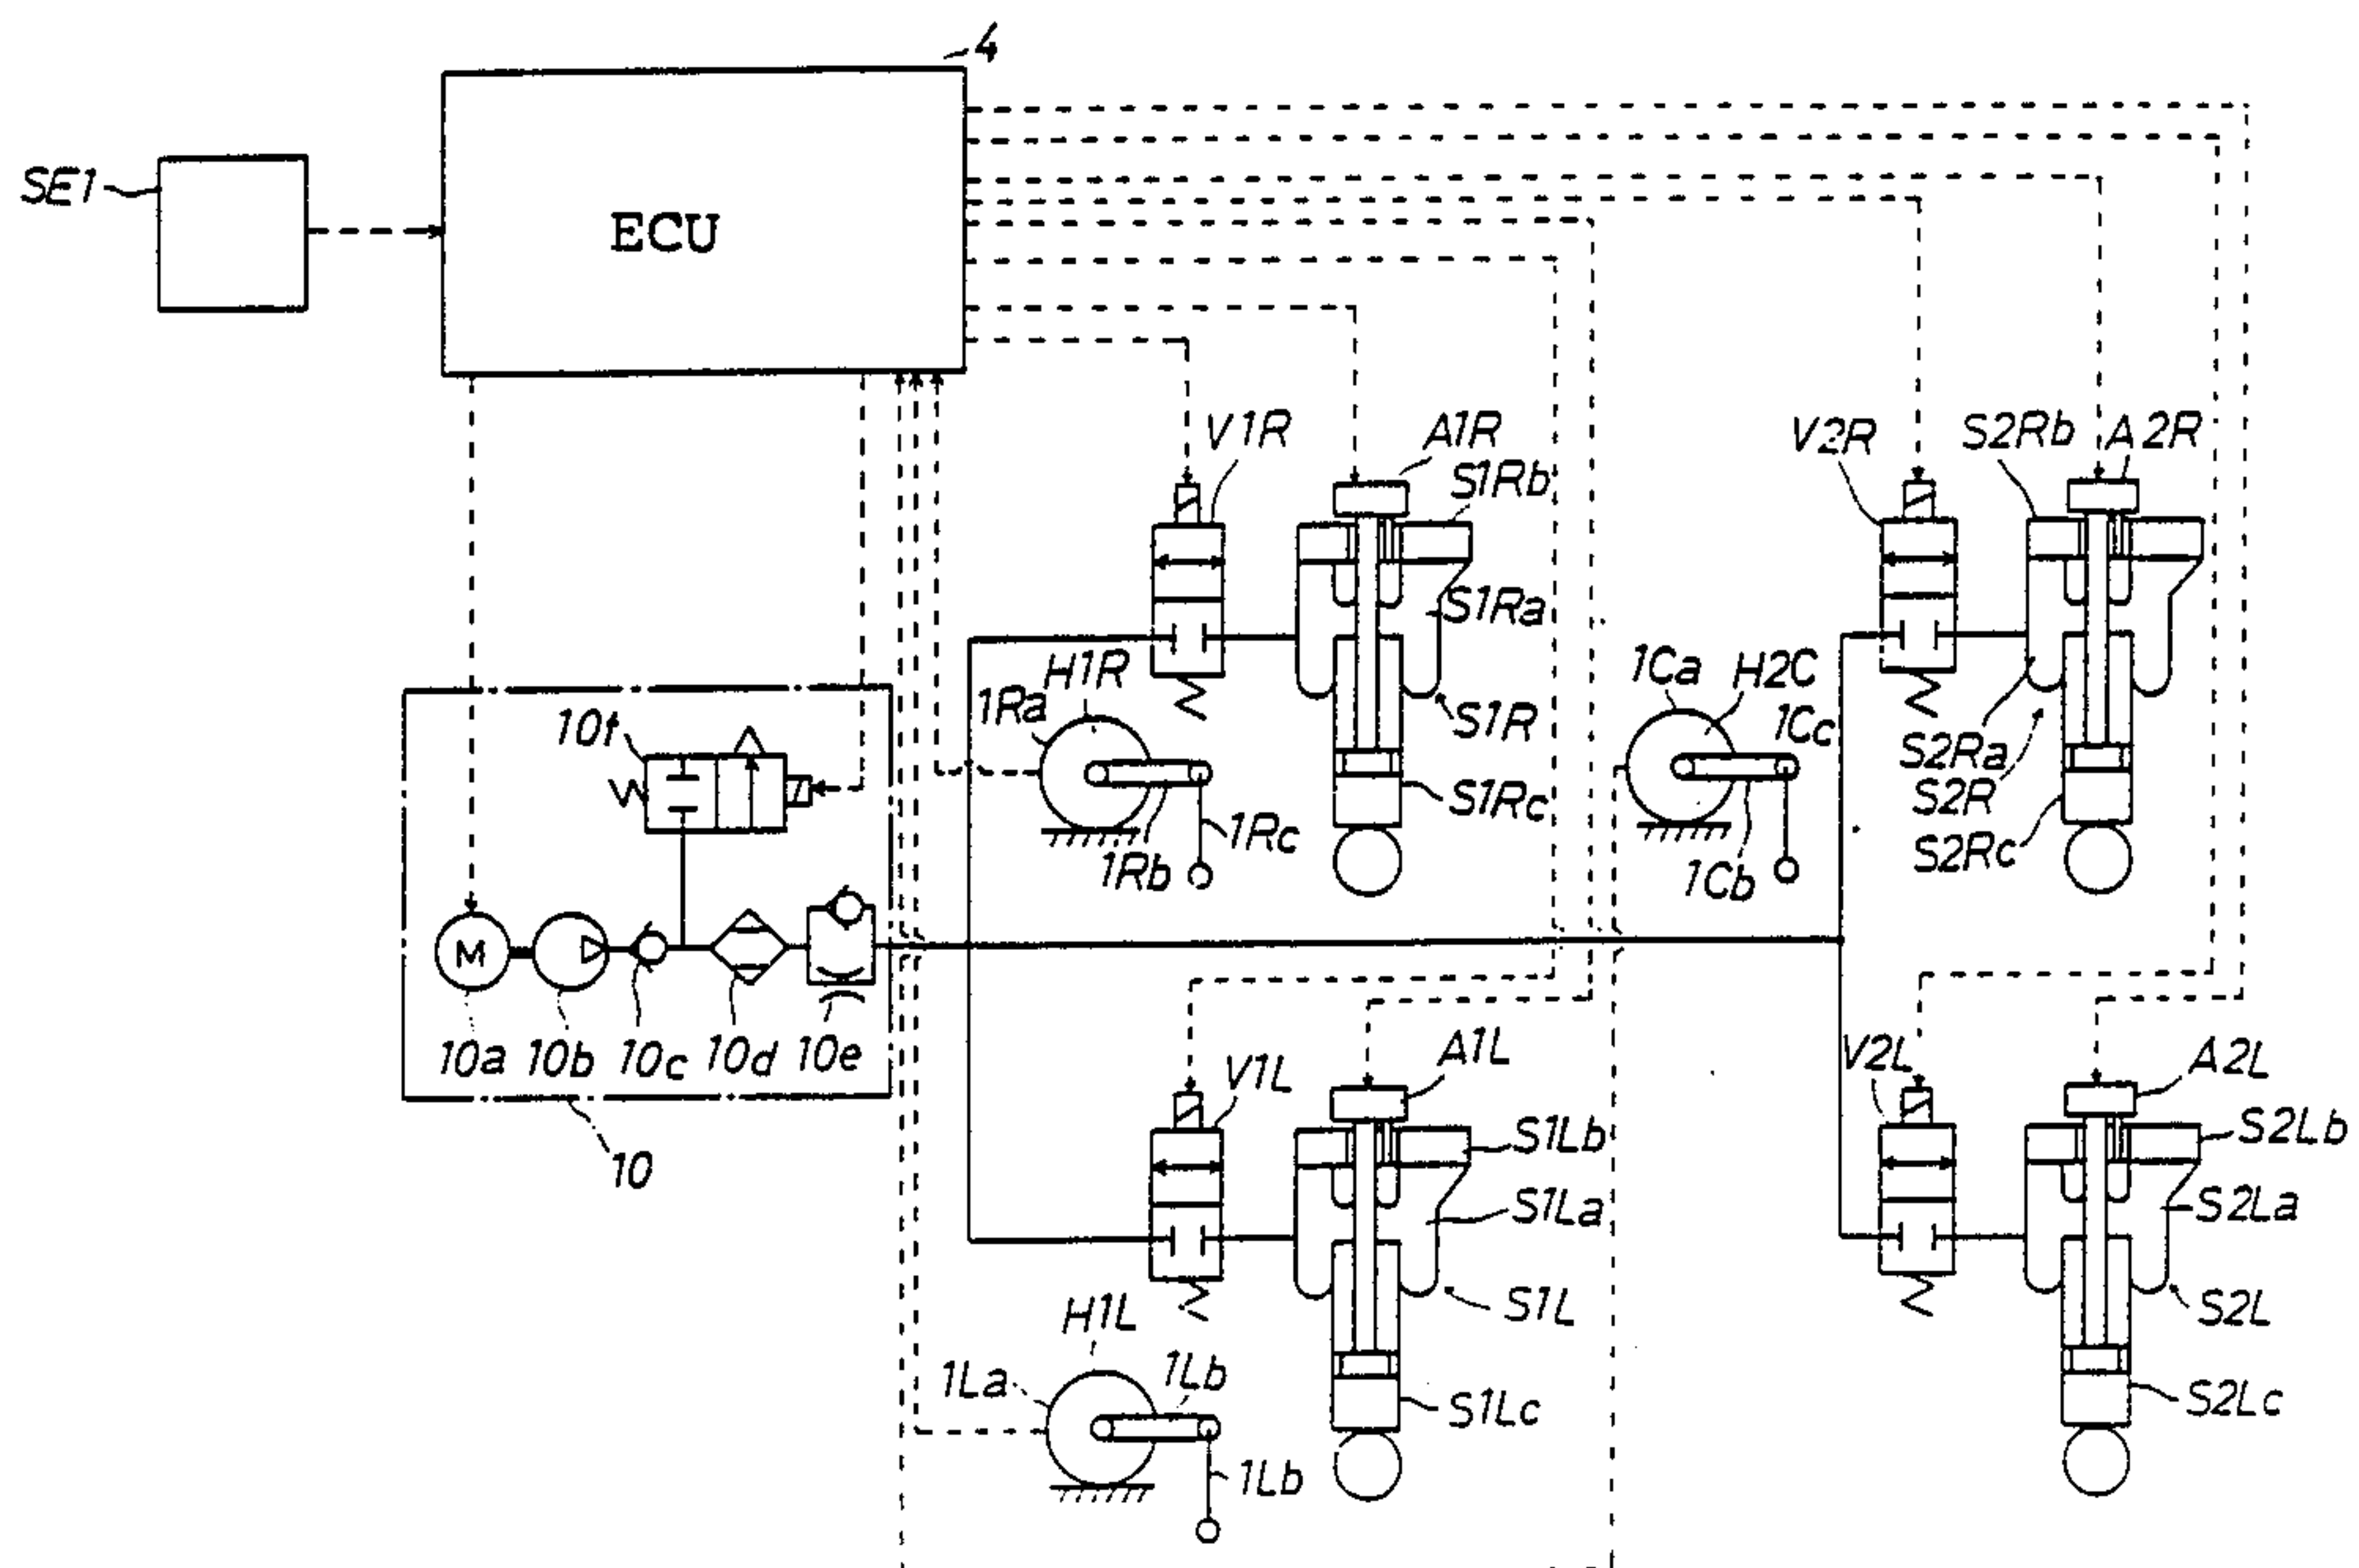 4
SE1
ECU
V1R
A1R
S1Rb
V2R
S2Rb
A2R
S1Ra
H1R
1Ra
1Ca
H2C
1Cc
S1R
S2Ra
10f
S2R
S1Rc
1Rc
S2Rc
1Rb
1Cb
M
10a
10b
10c
10d
10e
A1L
V1L
V2L
A2L
S1Lb
S2Lb
10
S1La
S2La
H1L
S1L
S2L
1La
1Lb
S1Lc
S2Lc
1Lb